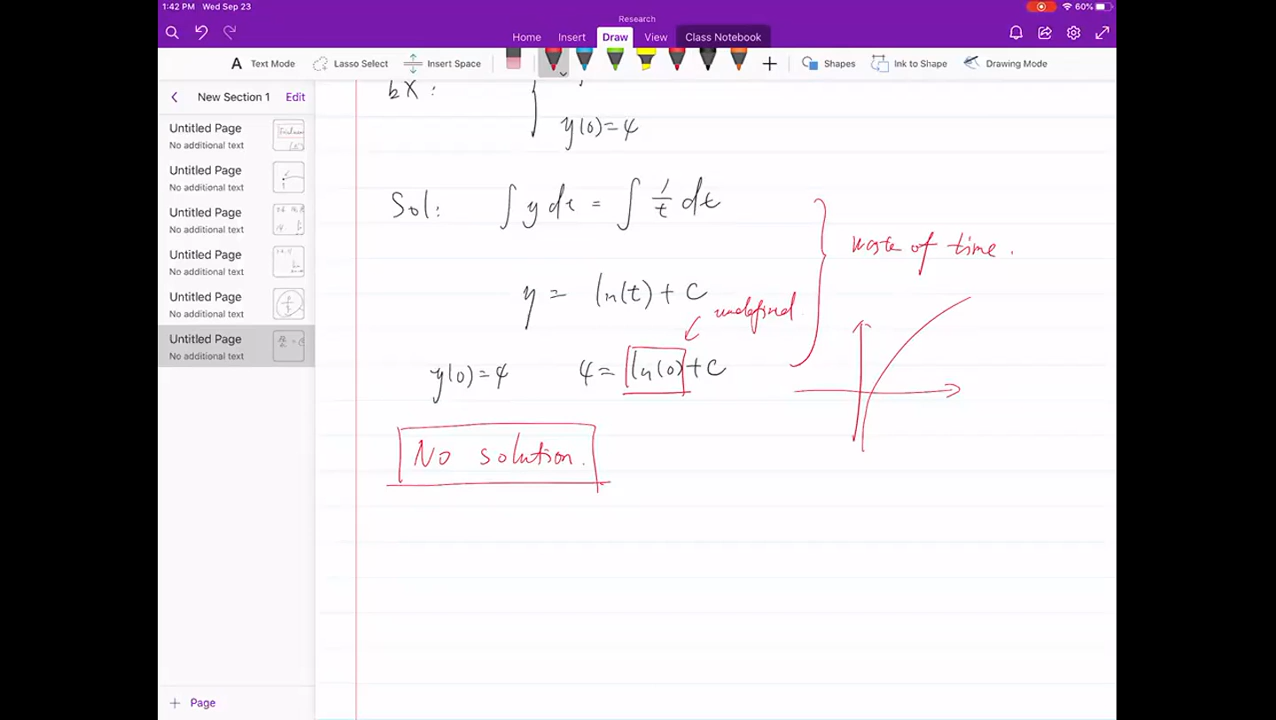 1:42 PM Wed Sep 23
60%
Research
Home Insert Draw View Class Notebook
Text Mode Lasso Select Insert Space Shapes Ink to Shape Drawing Mode
New Section 1 Edit
Untitled Page
No additional text
Untitled Page
No additional text
Untitled Page
No additional text
Untitled Page
No additional text
Untitled Page
No additional text
Untitled Page
No additional text
Page
y(0)=4
Sol: ∫ y dt = ∫ 1/t dt
waste of time.
y = ln(t) + C
undefined
y(0)=4 4 = ln(0) + C
No solution.